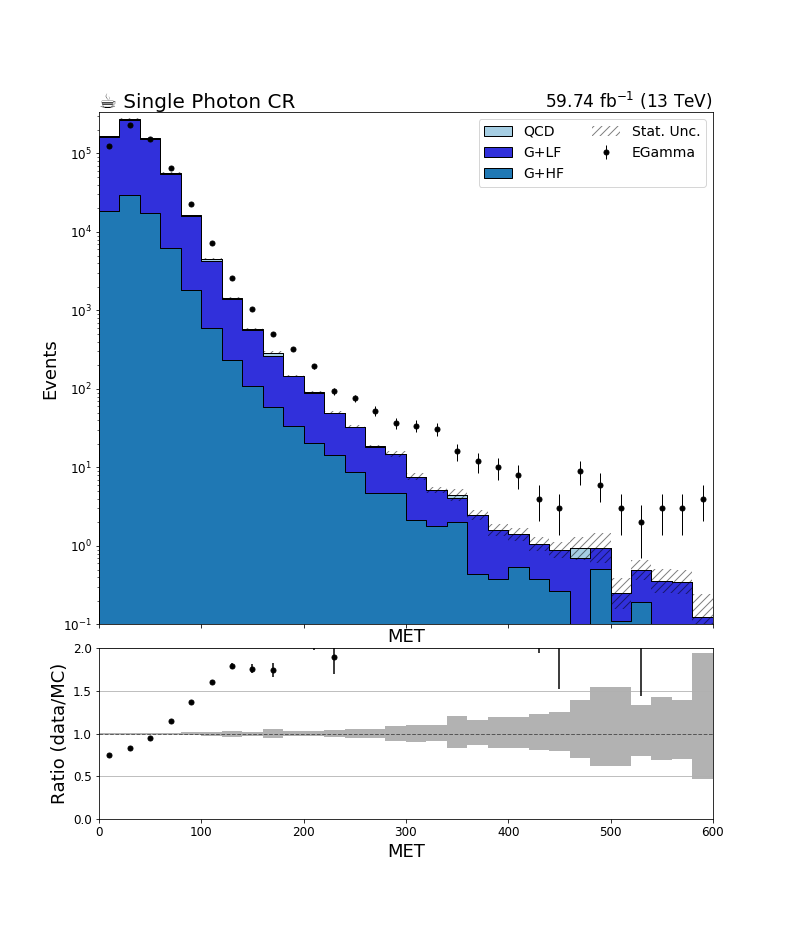 ☕ Single Photon CR 59.74 fb⁻¹ (13 TeV)
QCD Stat. Unc.
G+LF EGamma
G+HF
Events
10⁵
10⁴
10³
10²
10¹
10⁰
10⁻¹
MET
Ratio (data/MC)
2.0
1.5
1.0
0.5
0.0
0 100 200 300 400 500 600
MET